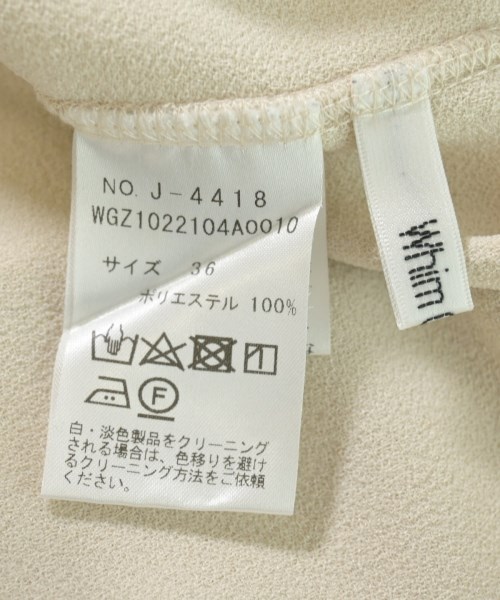 NO. J-4418
WGZ1022104A0010
サイズ 36
ポリエステル 100%
F
白・淡色製品をクリーニング
される場合は、色移りを避け
るクリーニング方法をご依頼
ください。
Whim